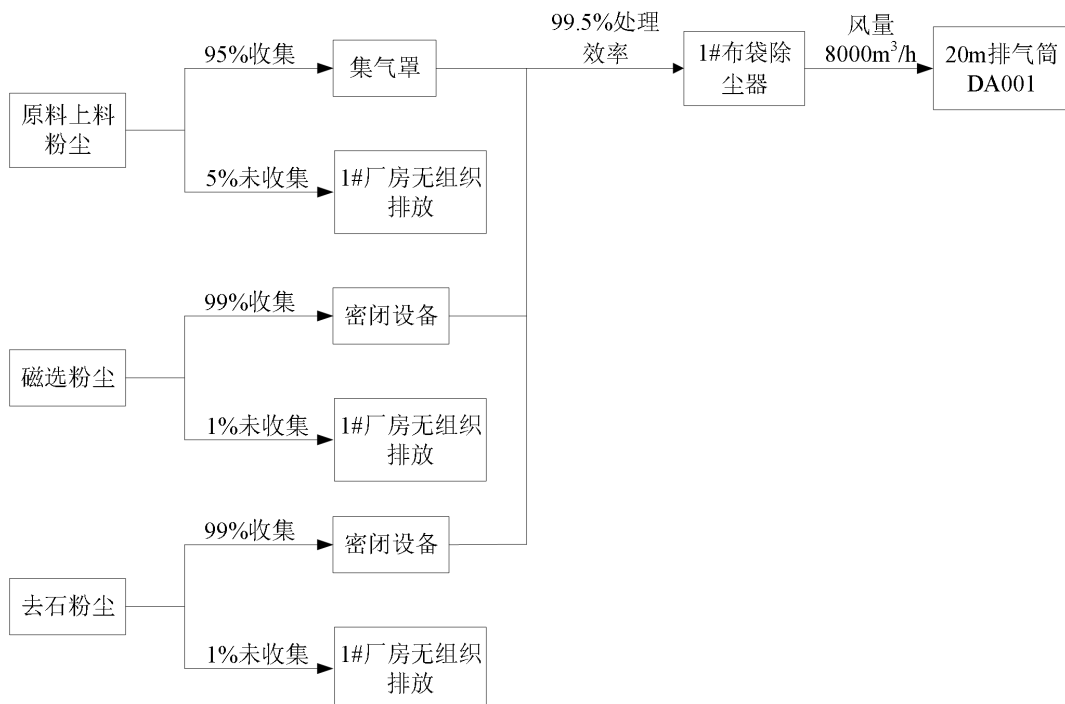 99.5%处理
效率
风量
8000m³/h
95%收集
集气罩
1#布袋除
尘器
20m排气筒
DA001
原料上料
粉尘
5%未收集
1#厂房无组织
排放
99%收集
密闭设备
磁选粉尘
1%未收集
1#厂房无组织
排放
99%收集
密闭设备
去石粉尘
1%未收集
1#厂房无组织
排放